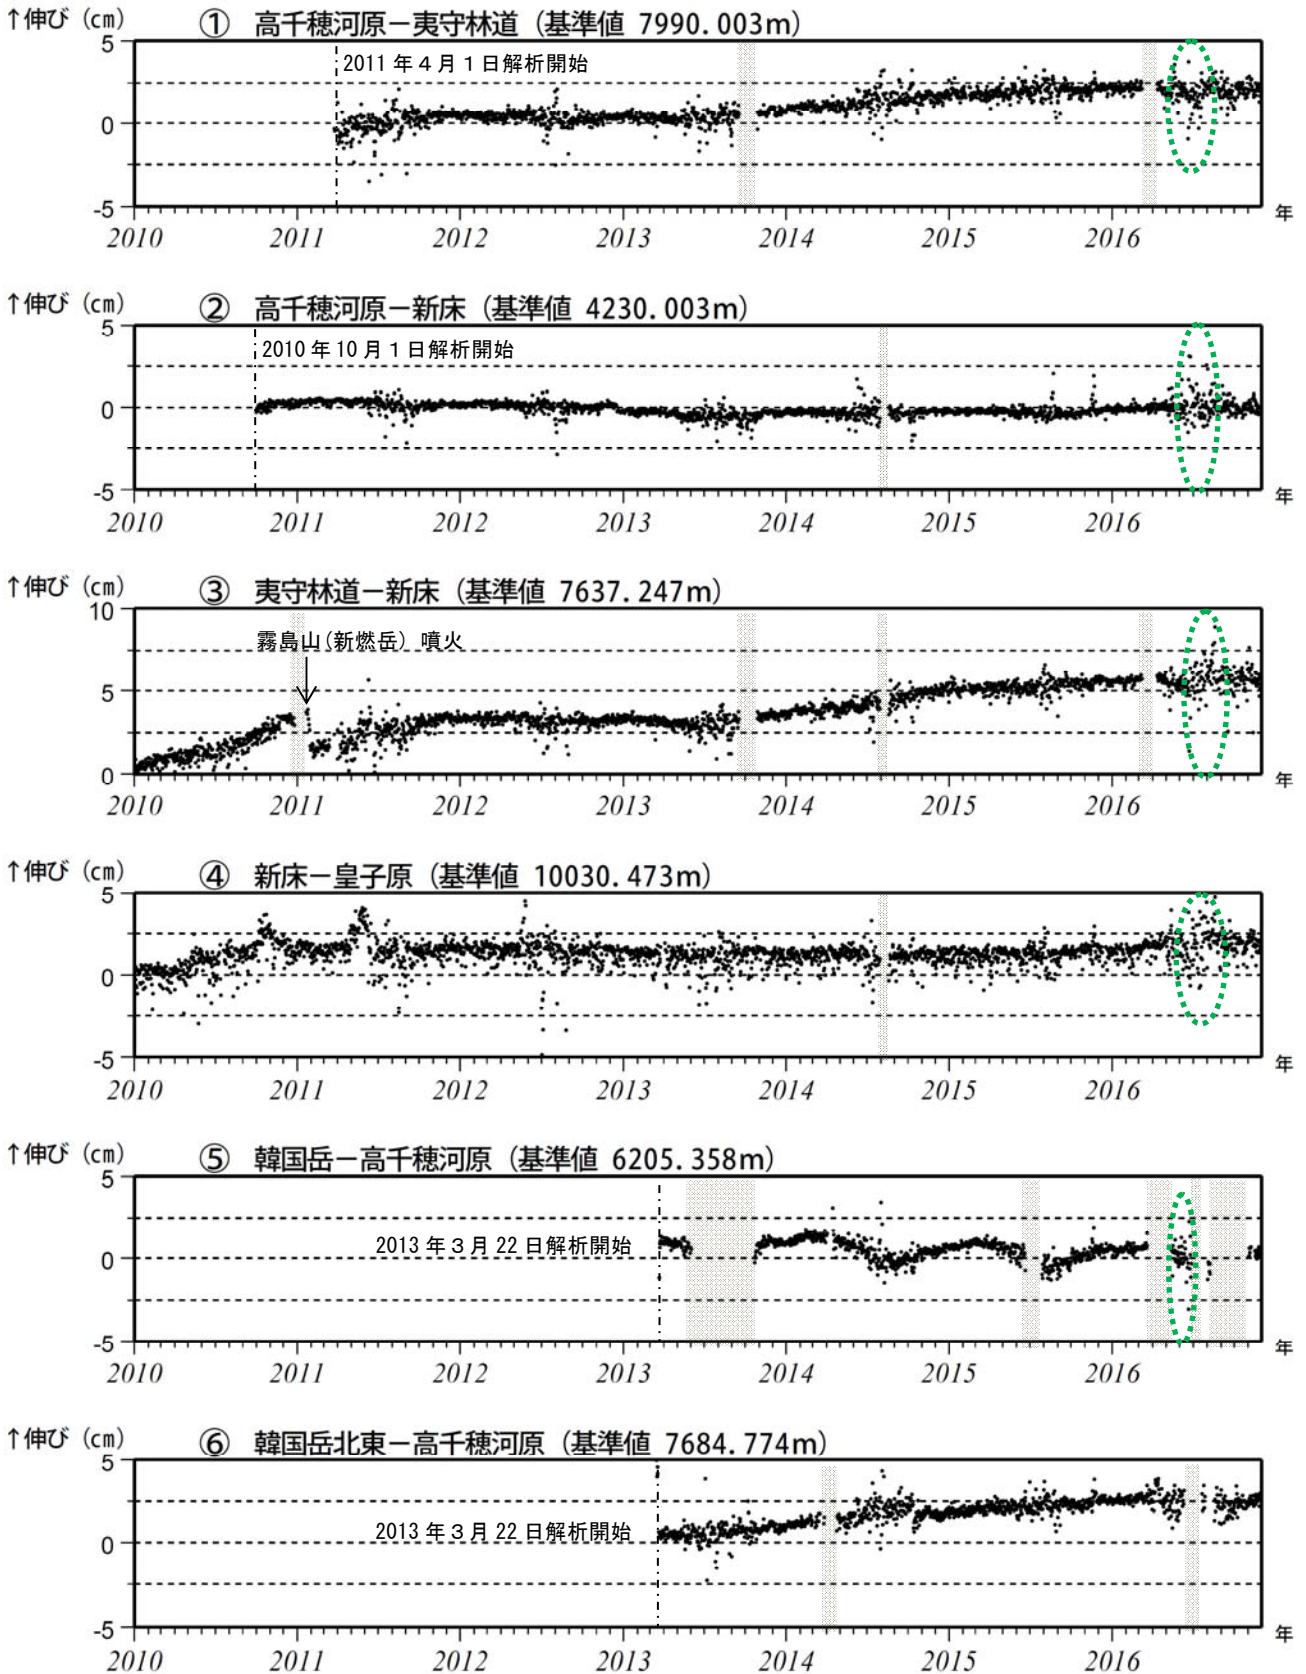 ↑伸び（cm） ① 高千穂河原－夷守林道（基準値 7990.003m）
5
2011年４月１日解析開始
0
-5
年
2010 2011 2012 2013 2014 2015 2016
↑伸び（cm） ② 高千穂河原－新床（基準値 4230.003m）
5
2010年10月１日解析開始
0
-5
年
2010 2011 2012 2013 2014 2015 2016
↑伸び（cm） ③ 夷守林道－新床（基準値 7637.247m）
10
霧島山(新燃岳）噴火
5
0
年
2010 2011 2012 2013 2014 2015 2016
↑伸び（cm） ④ 新床－皇子原（基準値 10030.473m）
5
0
-5
年
2010 2011 2012 2013 2014 2015 2016
↑伸び（cm） ⑤ 韓国岳－高千穂河原（基準値 6205.358m）
5
2013年３月22日解析開始
0
-5
年
2010 2011 2012 2013 2014 2015 2016
↑伸び（cm） ⑥ 韓国岳北東－高千穂河原（基準値 7684.774m）
5
2013年３月22日解析開始
0
-5
年
2010 2011 2012 2013 2014 2015 2016